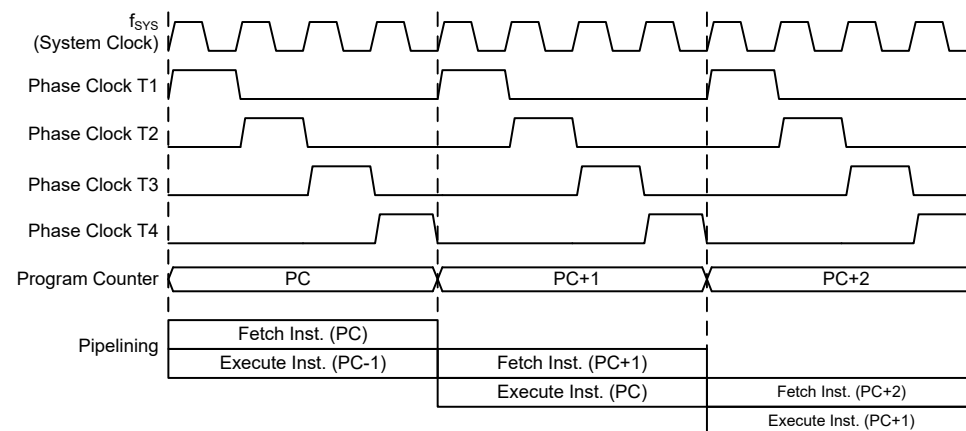 fSYS
(System Clock)
Phase Clock T1
Phase Clock T2
Phase Clock T3
Phase Clock T4
Program Counter PC PC+1 PC+2
Pipelining
Fetch Inst. (PC)
Execute Inst. (PC-1) Fetch Inst. (PC+1)
Execute Inst. (PC) Fetch Inst. (PC+2)
Execute Inst. (PC+1)